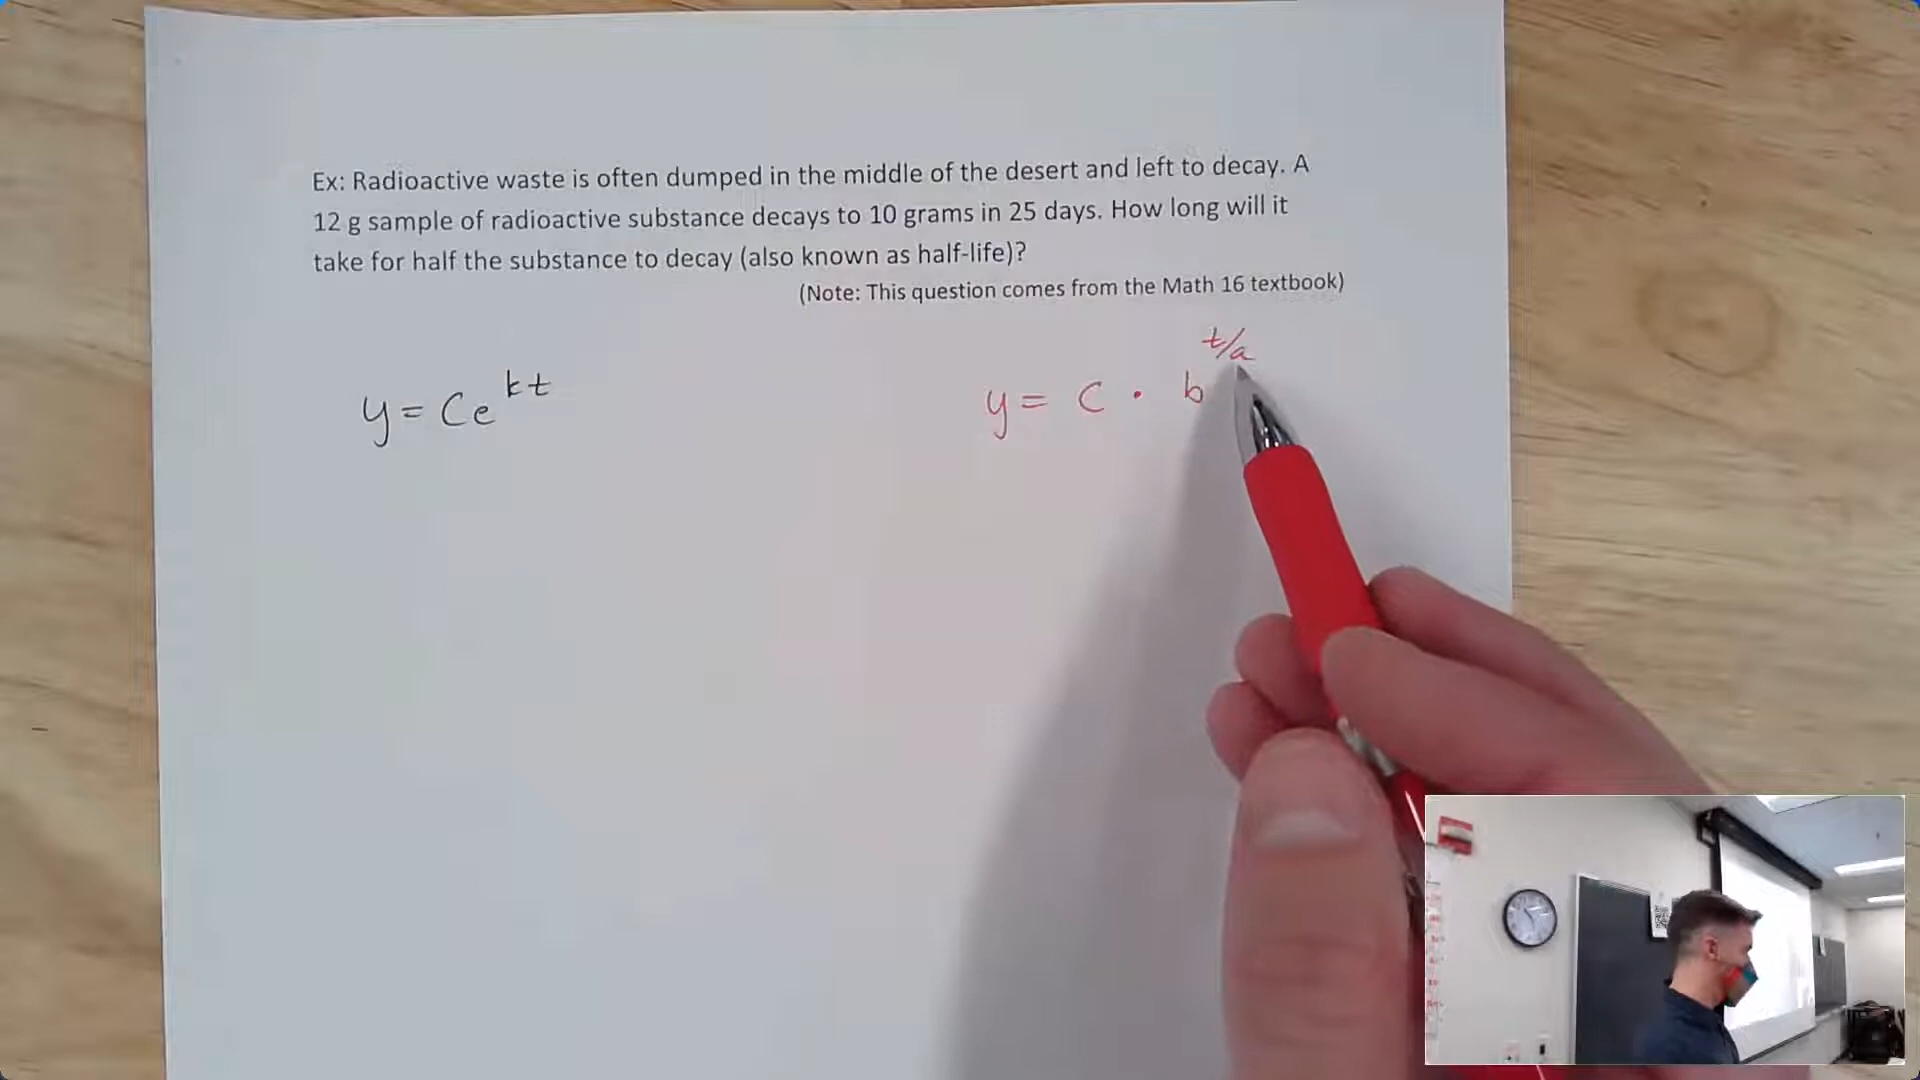 Ex: Radioactive waste is often dumped in the middle of the desert and left to decay. A
12 g sample of radioactive substance decays to 10 grams in 25 days. How long will it
take for half the substance to decay (also known as half-life)?
(Note: This question comes from the Math 16 textbook)
y = Ce^kt
y = C · b^t/a